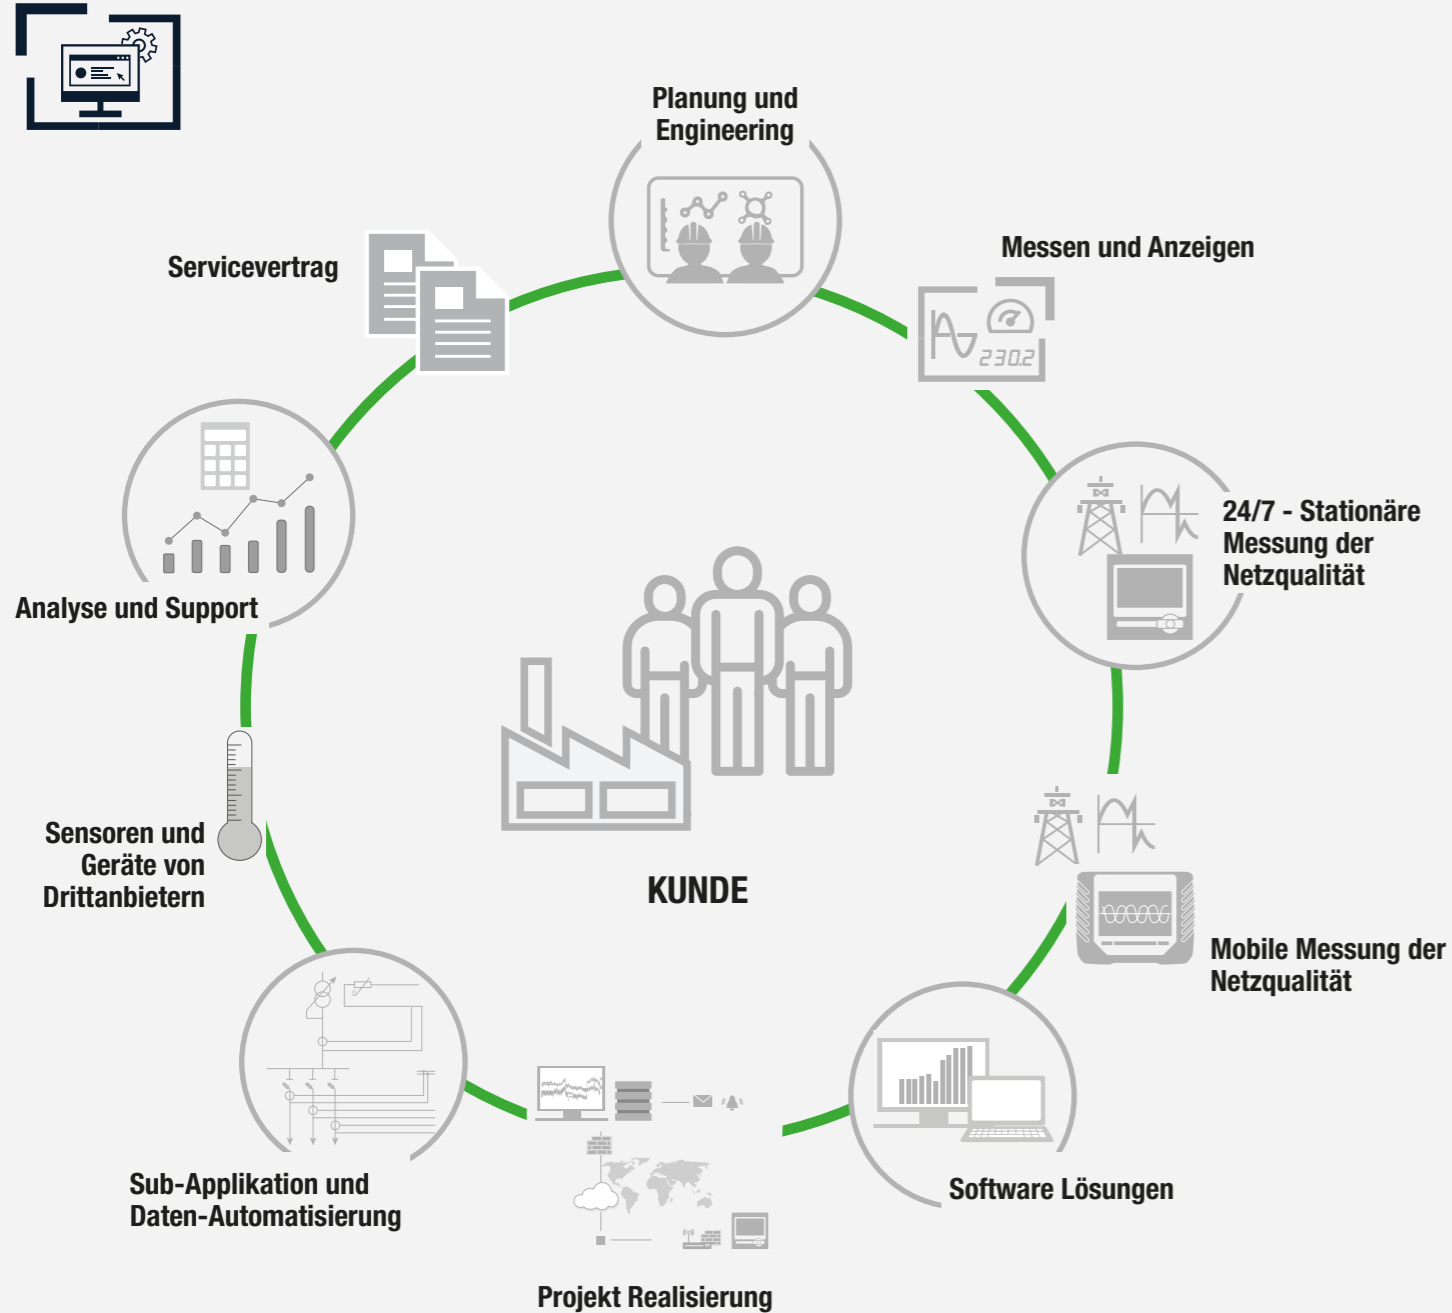 Planung und
Engineering
Messen und Anzeigen
230.2
Servicevertrag
24/7 - Stationäre
Messung der
Netzqualität
Analyse und Support
Sensoren und
Geräte von
Drittanbietern
KUNDE
Mobile Messung der
Netzqualität
Software Lösungen
Sub-Applikation und
Daten-Automatisierung
Projekt Realisierung